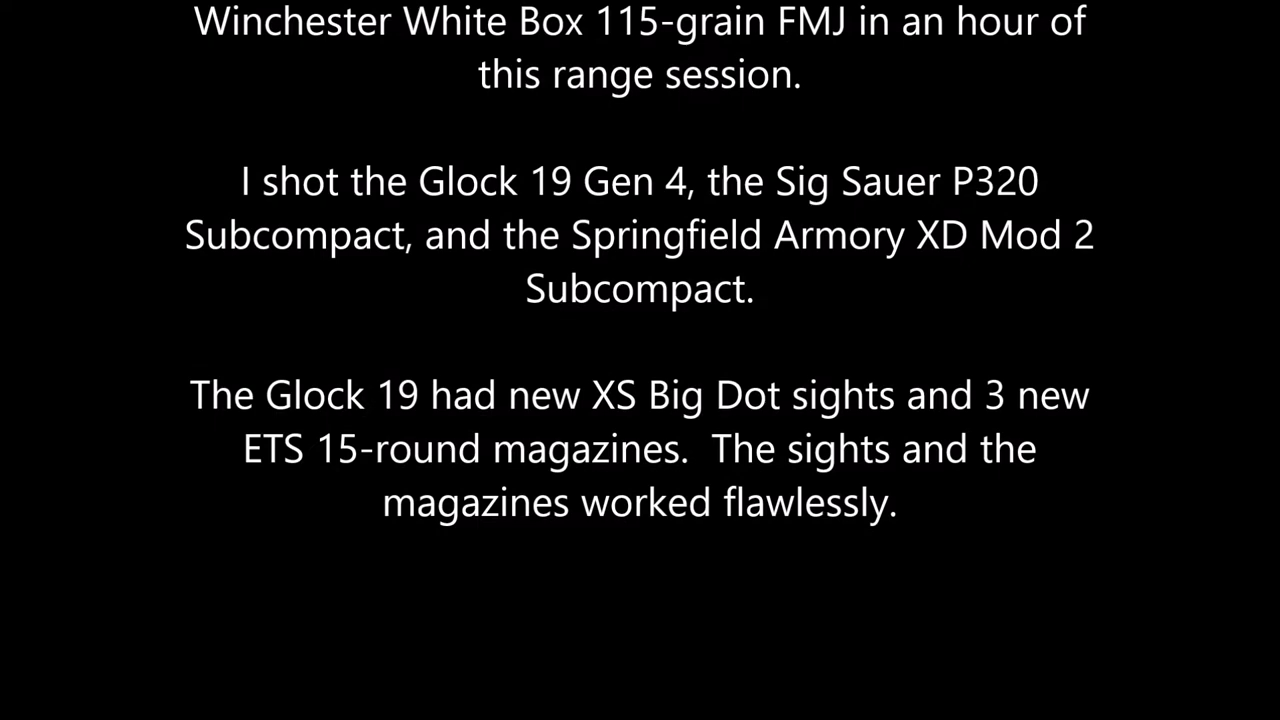 Winchester White Box 115-grain FMJ in an hour of
this range session.
I shot the Glock 19 Gen 4, the Sig Sauer P320
Subcompact, and the Springfield Armory XD Mod 2
Subcompact.
The Glock 19 had new XS Big Dot sights and 3 new
ETS 15-round magazines.  The sights and the
magazines worked flawlessly.